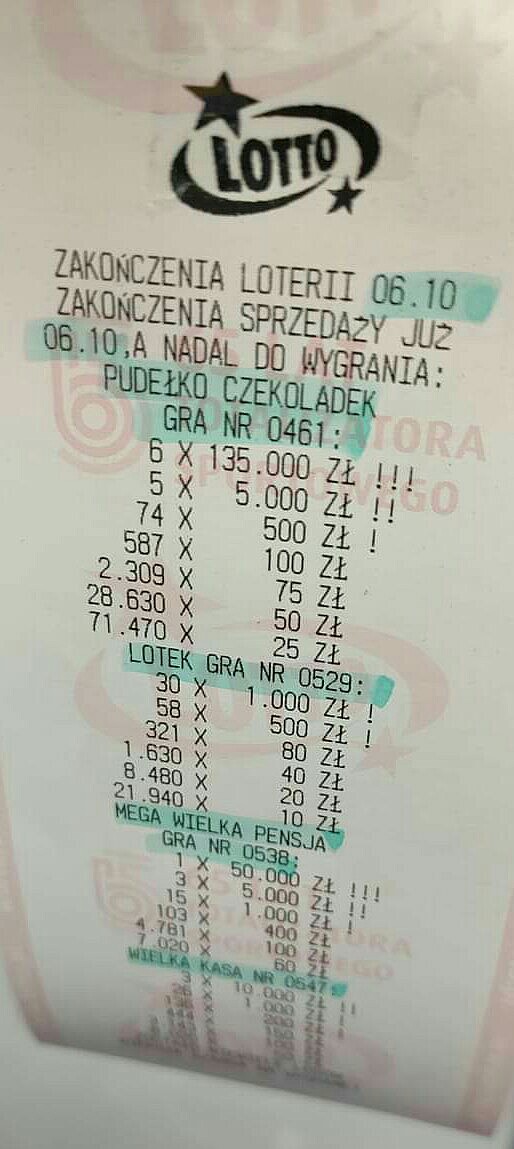 LOTTO
ZAKOŃCZENIA LOTERII 06.10
ZAKOŃCZENIA SPRZEDAŻY JUŻ
06.10,A NADAL DO WYGRANIA:
PUDEŁKO CZEKOLADEK
GRA NR 0461:
6 X 135.000 ZŁ !!!
5 X 5.000 ZŁ !!
74 X 500 ZŁ !
587 X 100 ZŁ
2.309 X 75 ZŁ
28.630 X 50 ZŁ
71.470 X 25 ZŁ
LOTEK GRA NR 0529:
30 X 1.000 ZŁ !
58 X 500 ZŁ !
321 X 80 ZŁ
1.630 X 40 ZŁ
8.480 X 20 ZŁ
21.940 X 10 ZŁ
MEGA WIELKA PENSJA
GRA NR 0538:
1 X 50.000 ZŁ !!!
3 X 5.000 ZŁ !!
15 X 1.000 ZŁ !
103 X 400 ZŁ
4.781 X 100 ZŁ
7.020 X 60 ZŁ
WIELKA KASA NR 0547:
3 X 10.000 ZŁ !!
26 X 1.000 ZŁ !